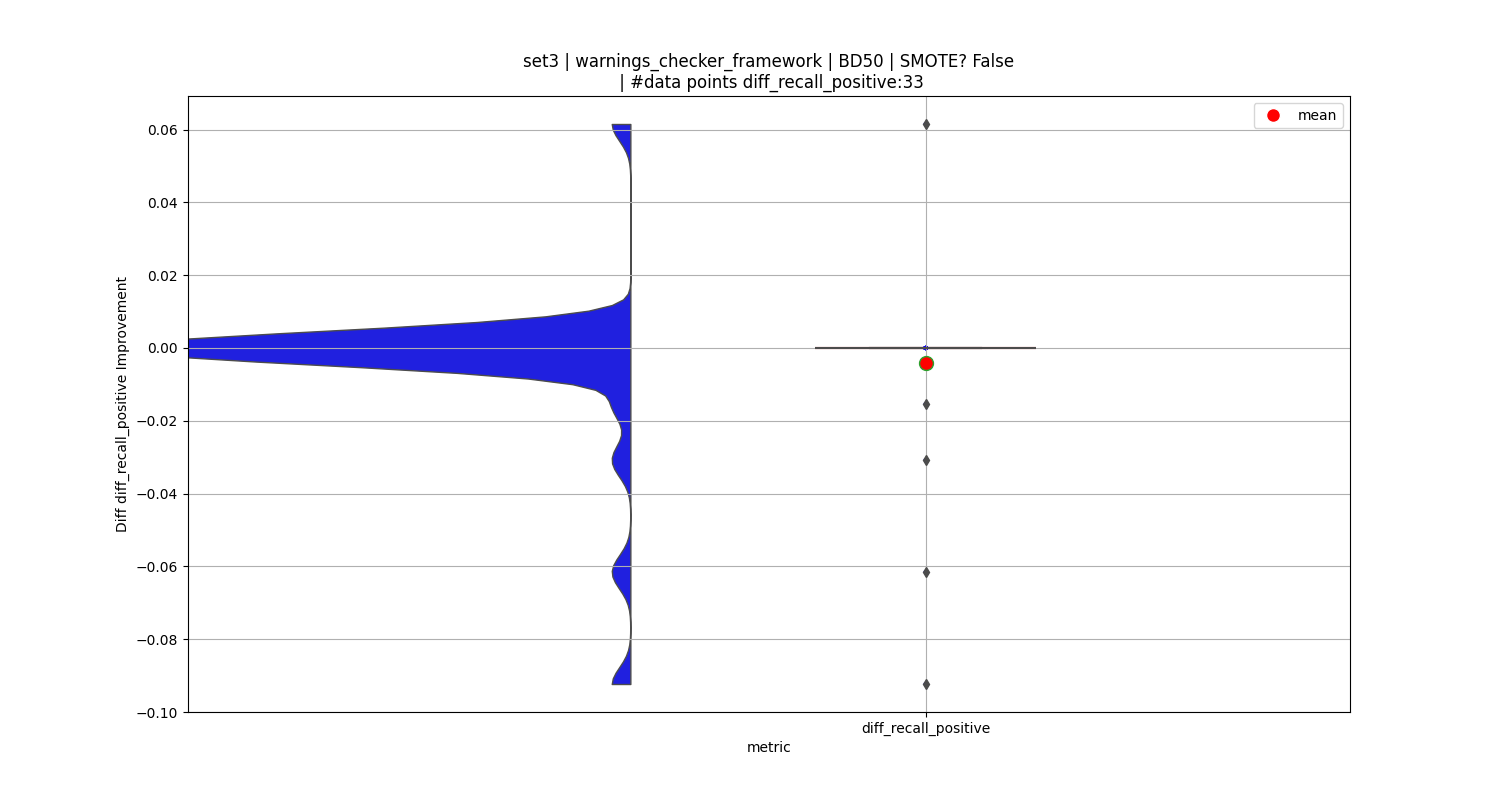 set3 | warnings_checker_framework | BD50 | SMOTE? False
| #data points diff_recall_positive:33
mean
0.06
0.04
0.02
0.00
−0.02
−0.04
−0.06
−0.08
−0.10
Diff diff_recall_positive Improvement
diff_recall_positive
metric